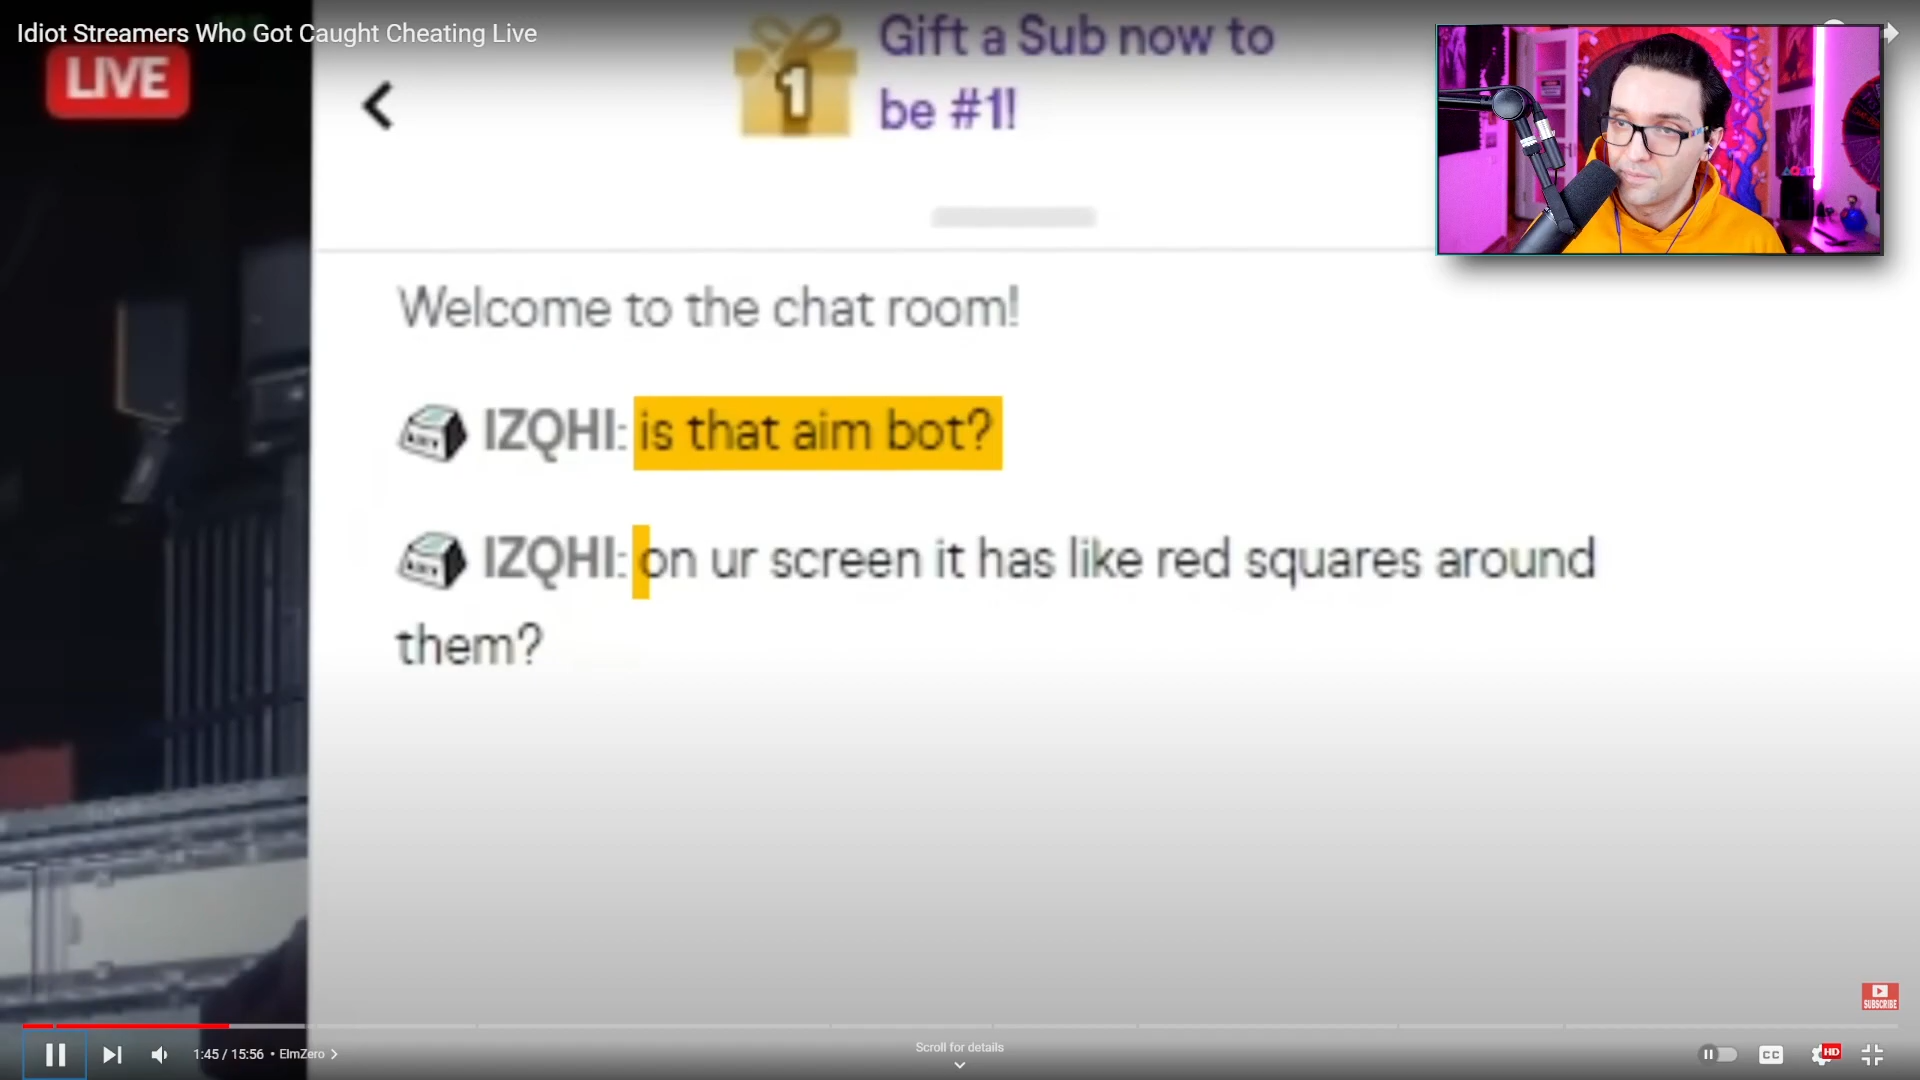 Idiot Streamers Who Got Caught Cheating Live
LIVE
1
Gift a Sub now to
be #1!
Welcome to the chat room!
IZQHI: is that aim bot?
IZQHI: on ur screen it has like red squares around
them?
SUBSCRIBE
1:45 / 15:56 • ElmZero
Scroll for details
CC
HD